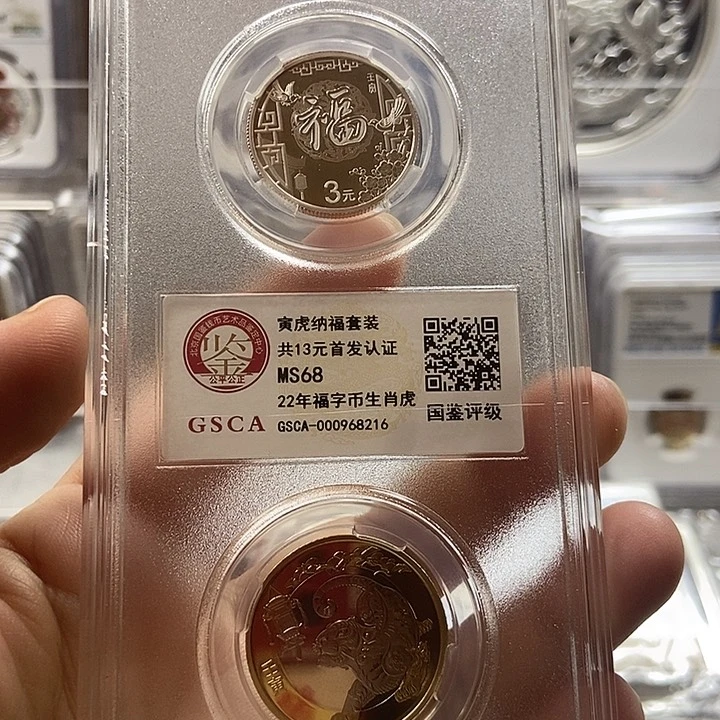 壬寅
福
3元
寅虎纳福套装
共13元首发认证
MS68
22年福字币生肖虎
GSCA-000968216
鉴
公平公正
GSCA
国鉴评级